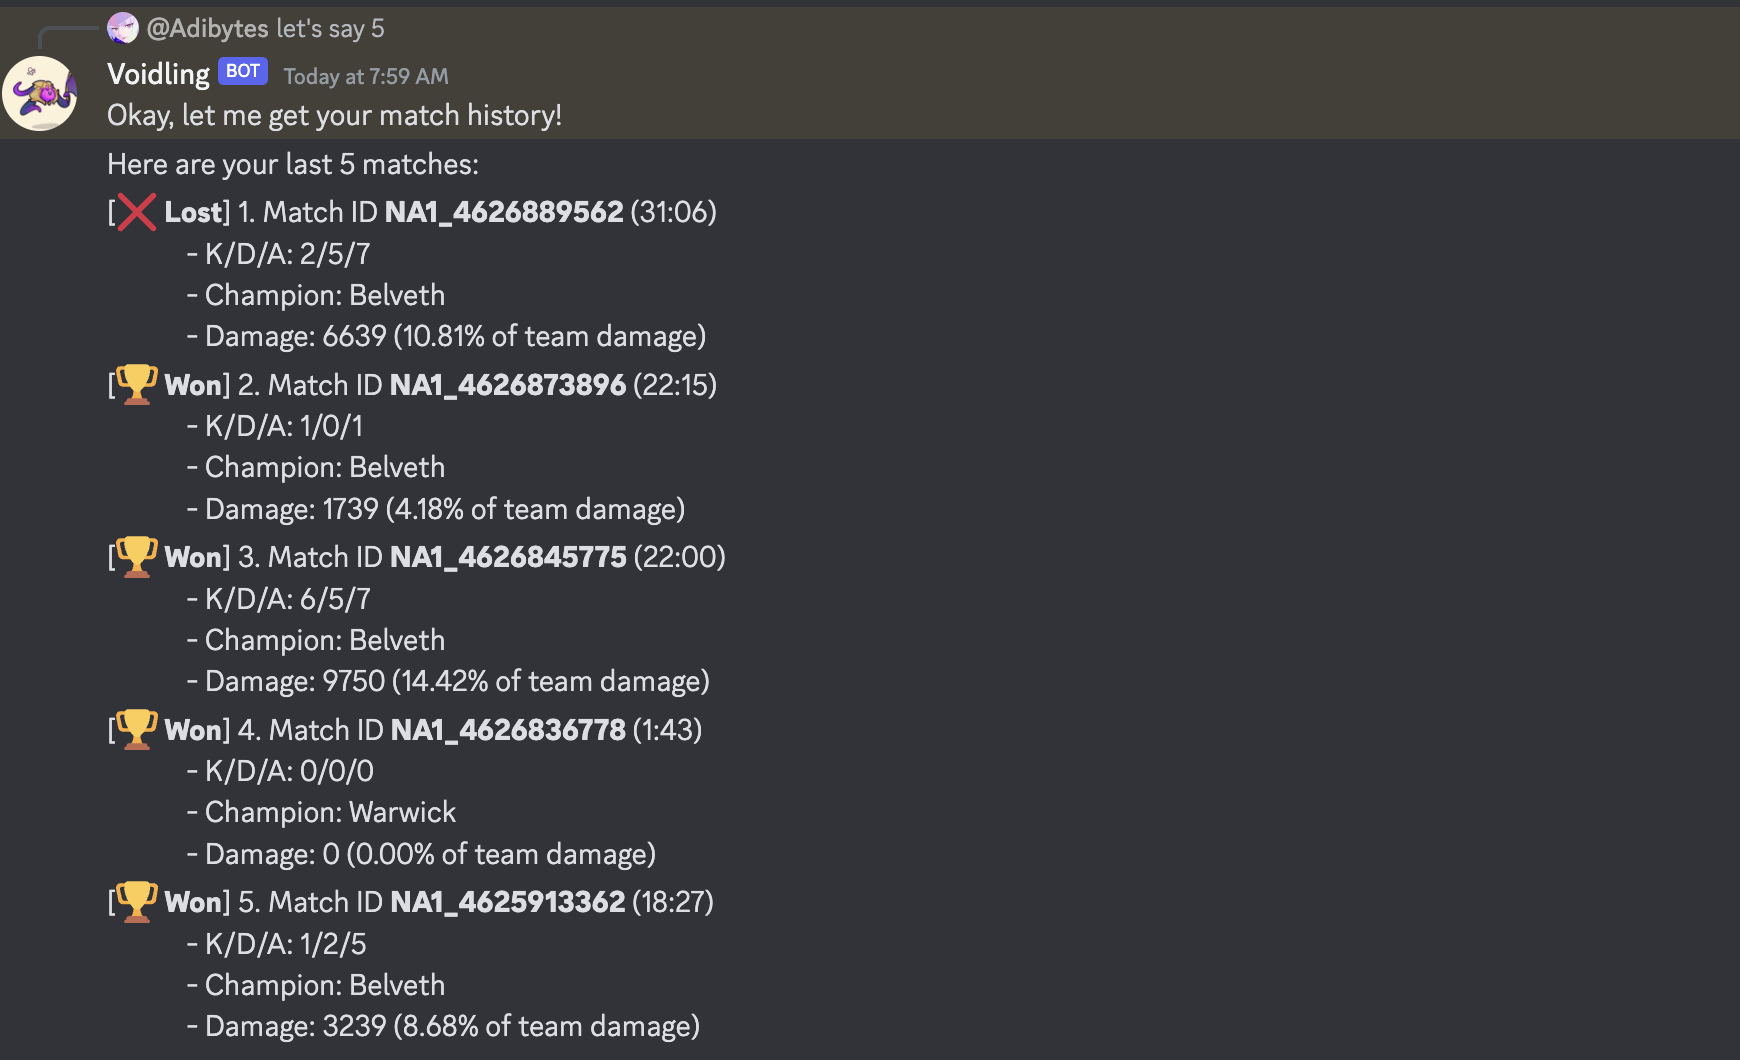 @Adibytes let's say 5
Voidling BOT Today at 7:59 AM
Okay, let me get your match history!
Here are your last 5 matches:
[❌ Lost] 1. Match ID NA1_4626889562 (31:06)
- K/D/A: 2/5/7
- Champion: Belveth
- Damage: 6639 (10.81% of team damage)
[🏆 Won] 2. Match ID NA1_4626873896 (22:15)
- K/D/A: 1/0/1
- Champion: Belveth
- Damage: 1739 (4.18% of team damage)
[🏆 Won] 3. Match ID NA1_4626845775 (22:00)
- K/D/A: 6/5/7
- Champion: Belveth
- Damage: 9750 (14.42% of team damage)
[🏆 Won] 4. Match ID NA1_4626836778 (1:43)
- K/D/A: 0/0/0
- Champion: Warwick
- Damage: 0 (0.00% of team damage)
[🏆 Won] 5. Match ID NA1_4625913362 (18:27)
- K/D/A: 1/2/5
- Champion: Belveth
- Damage: 3239 (8.68% of team damage)